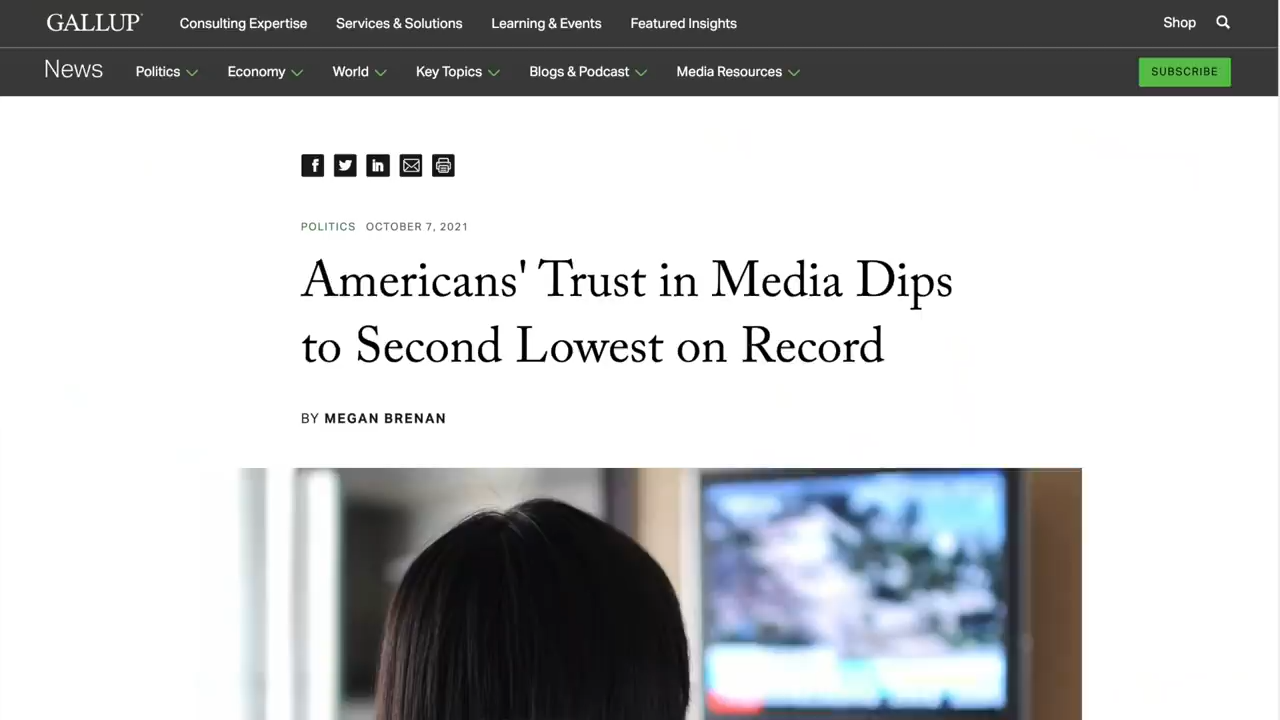 GALLUP Consulting Expertise Services & Solutions Learning & Events Featured Insights Shop
News Politics Economy World Key Topics Blogs & Podcast Media Resources SUBSCRIBE
POLITICS OCTOBER 7, 2021
Americans' Trust in Media Dips
to Second Lowest on Record
BY MEGAN BRENAN